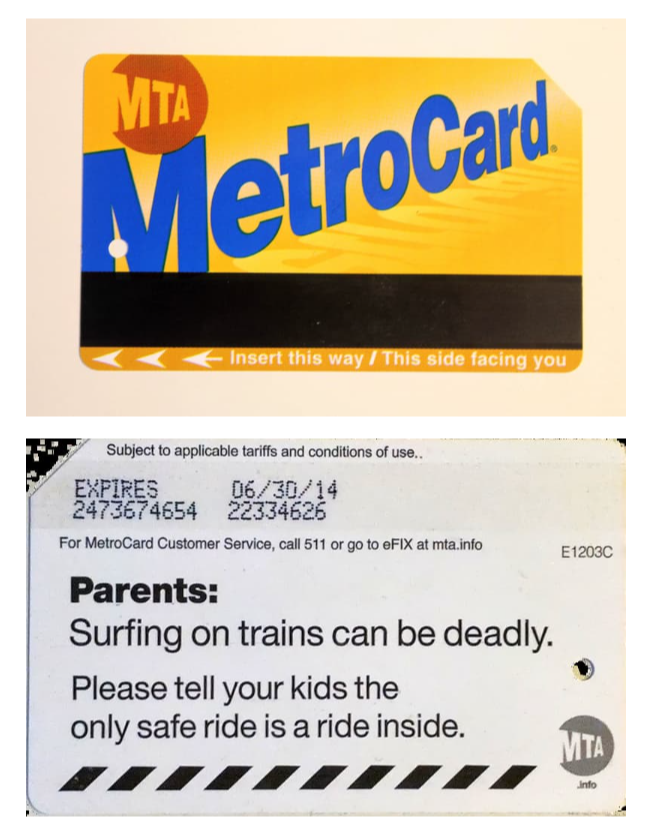 MTA
MetroCard®
Insert this way / This side facing you
Subject to applicable tariffs and conditions of use..
EXPIRES 06/30/14
2473674654 22334626
For MetroCard Customer Service, call 511 or go to eFIX at mta.info
E1203C
Parents:
Surfing on trains can be deadly.
Please tell your kids the
only safe ride is a ride inside.
MTA
.info